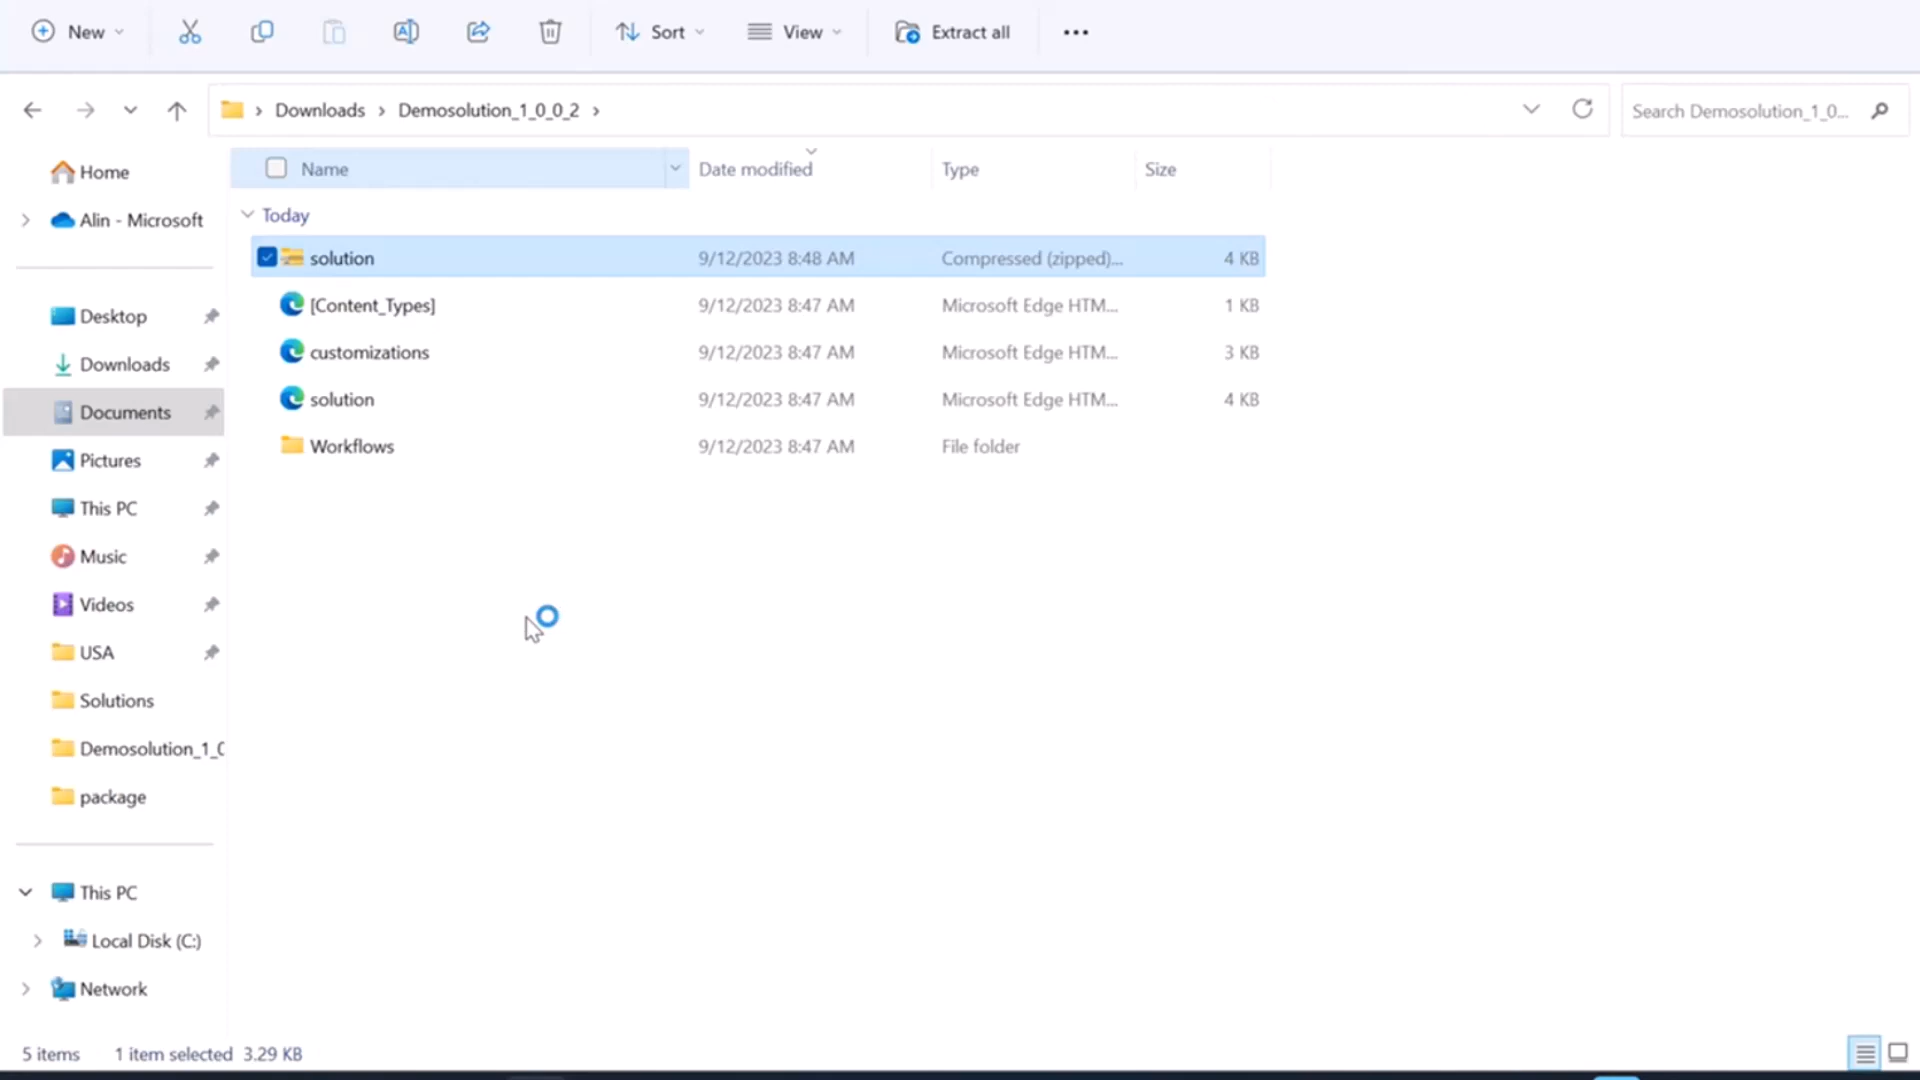 New
Sort
View
Extract all
Downloads
Demosolution_1_0_0_2
Search Demosolution_1_0...
Name
Date modified
Type
Size
Home
Alin - Microsoft
Desktop
Downloads
Documents
Pictures
This PC
Music
Videos
USA
Solutions
Demosolution_1_0
package
This PC
Local Disk (C:)
Network
Today
solution 9/12/2023 8:48 AM Compressed (zipped)... 4 KB
[Content_Types] 9/12/2023 8:47 AM Microsoft Edge HTM... 1 KB
customizations 9/12/2023 8:47 AM Microsoft Edge HTM... 3 KB
solution 9/12/2023 8:47 AM Microsoft Edge HTM... 4 KB
Workflows 9/12/2023 8:47 AM File folder
5 items 1 item selected 3.29 KB